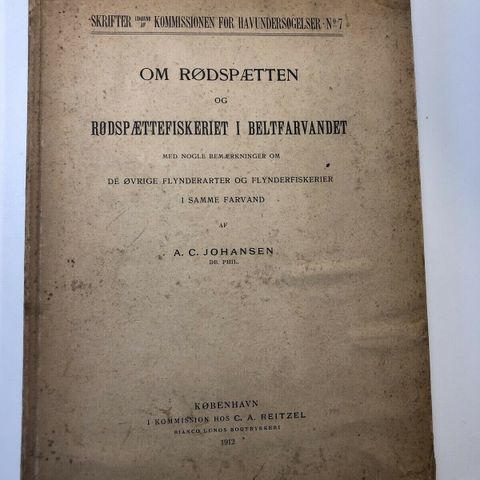 SKRIFTER UDGIVNE AF KOMMISSIONEN FOR HAVUNDERSØGELSER · Nº 7
OM RØDSPÆTTEN
OG
RØDSPÆTTEFISKERIET I BELTFARVANDET
MED NOGLE BEMÆRKNINGER OM
DE ØVRIGE FLYNDERARTER OG FLYNDERFISKERIER
I SAMME FARVAND
AF
A. C. JOHANSEN
DR. PHIL.
KØBENHAVN
I KOMMISSION HOS C. A. REITZEL
BIANCO LUNOS BOGTRYKKERI
1912